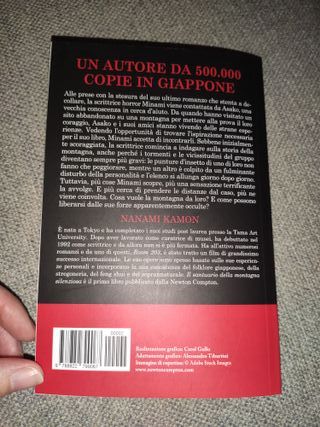 UN AUTORE DA 500.000
COPIE IN GIAPPONE
Alle prese con la stesura del suo ultimo romanzo che stenta a de-
collare, la scrittrice horror Minami viene contattata da Asako, una
vecchia conoscenza in cerca d'aiuto. Da quando hanno visitato un
sito abbandonato su una montagna per mettere alla prova il loro
coraggio, Asako e i suoi amici stanno vivendo delle strane espe-
rienze. Vedendo l'opportunità di trovare l'ispirazione necessaria
per il suo libro, Minami accetta di incontrarli. Sebbene inizialmen-
te scoraggiata, la scrittrice comincia a indagare sulla storia della
montagna, anche perché i tormenti e le vicissitudini del gruppo
diventano sempre più gravi: le punture d'insetto di uno di loro non
fanno che peggiorare, mentre un altro è colpito da un fulminante
disturbo della personalità e l'elenco si allunga giorno dopo giorno.
Tuttavia, più cose Minami scopre, più una sensazione terrificante
la avvolge. E più cerca di prendere le distanze dal caso, più ne
viene coinvolta. Cosa vuole la montagna da loro? E come possono
liberarsi dalle sue forze apparentemente occulte?
NANAMI KAMON
È nata a Tokyo e ha completato i suoi studi post laurea presso la Tama Art
University. Dopo aver lavorato come curatrice di musei, ha debuttato nel
1992 come scrittrice e da allora non si è più fermata. Ha all'attivo numerosi
romanzi e da uno di questi, Room 203, è stato tratto un film di grandissimo
successo internazionale. Le sue opere sono spesso basate sulle sue esperien-
ze personali e incorporano la sua conoscenza del folklore giapponese, della
stregoneria, del feng shui e del soprannaturale. Il santuario della montagna
silenziosa è il primo libro pubblicato dalla Newton Compton.
00002
Realizzazione grafica: Carol Gullo
Adattamento grafico: Alessandro Tiburtini
Immagine di copertina: © Adobe Stock Images
www.newtoncompton.com